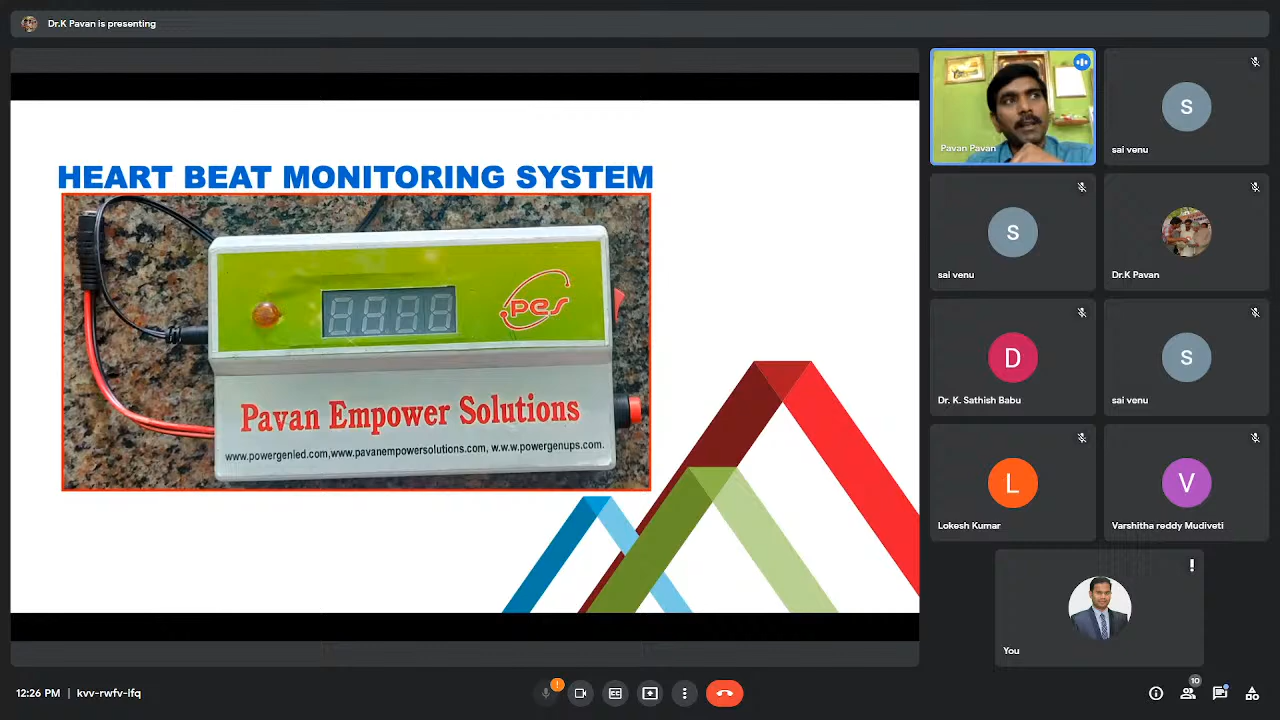 Dr.K Pavan is presenting
HEART BEAT MONITORING SYSTEM
pes
Pavan Empower Solutions
www.powergenled.com,www.pavanempowersolutions.com, w.w.w.powergenups.com.
Pavan Pavan
S
sai venu
S
sai venu
Dr.K Pavan
D
Dr. K. Sathish Babu
S
sai venu
L
Lokesh Kumar
V
Varshitha reddy Mudiveti
You
12:26 PM | kvv-rwfv-lfq
10